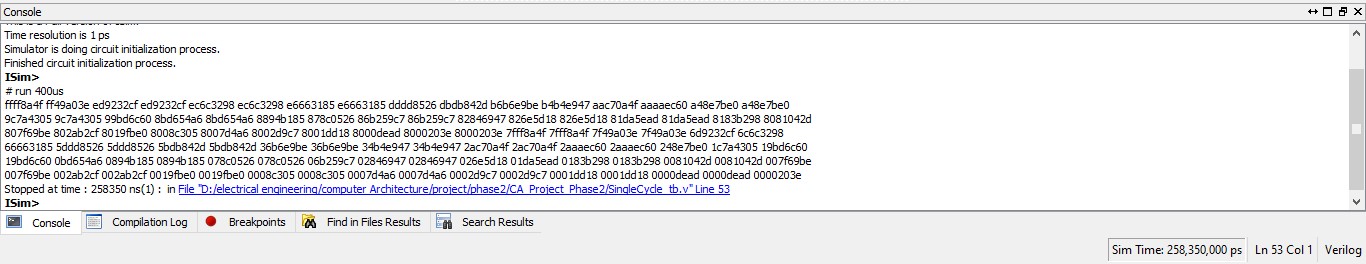 Console
Time resolution is 1 ps
Simulator is doing circuit initialization process.
Finished circuit initialization process.
ISim>
# run 400us
ffff8a4f ff49a03e ed9232cf ed9232cf ec6c3298 ec6c3298 e6663185 e6663185 dddd8526 dbdb842d b6b6e9be b4b4e947 aac70a4f aaaaec60 a48e7be0 a48e7be0
9c7a4305 9c7a4305 99bd6c60 8bd654a6 8bd654a6 8894b185 878c0526 86b259c7 86b259c7 82846947 826e5d18 826e5d18 81da5ead 81da5ead 8183b298 8081042d
807f69be 802ab2cf 8019fbe0 8008c305 8007d4a6 8002d9c7 8001dd18 8000dead 8000203e 8000203e 7fff8a4f 7fff8a4f 7f49a03e 7f49a03e 6d9232cf 6c6c3298
66663185 5ddd8526 5ddd8526 5bdb842d 5bdb842d 36b6e9be 36b6e9be 34b4e947 34b4e947 2ac70a4f 2ac70a4f 2aaaec60 2aaaec60 248e7be0 1c7a4305 19bd6c60
19bd6c60 0bd654a6 0894b185 0894b185 078c0526 078c0526 06b259c7 02846947 02846947 026e5d18 01da5ead 0183b298 0183b298 0081042d 0081042d 007f69be
007f69be 002ab2cf 002ab2cf 0019fbe0 0019fbe0 0008c305 0008c305 0007d4a6 0007d4a6 0002d9c7 0002d9c7 0001dd18 0001dd18 0000dead 0000dead 0000203e
Stopped at time : 258350 ns(1) : in File "D:/electrical engineering/computer Architecture/project/phase2/CA_Project_Phase2/SingleCycle_tb.v" Line 53
ISim>
Console Compilation Log Breakpoints Find in Files Results Search Results
Sim Time: 258,350,000 ps Ln 53 Col 1 Verilog